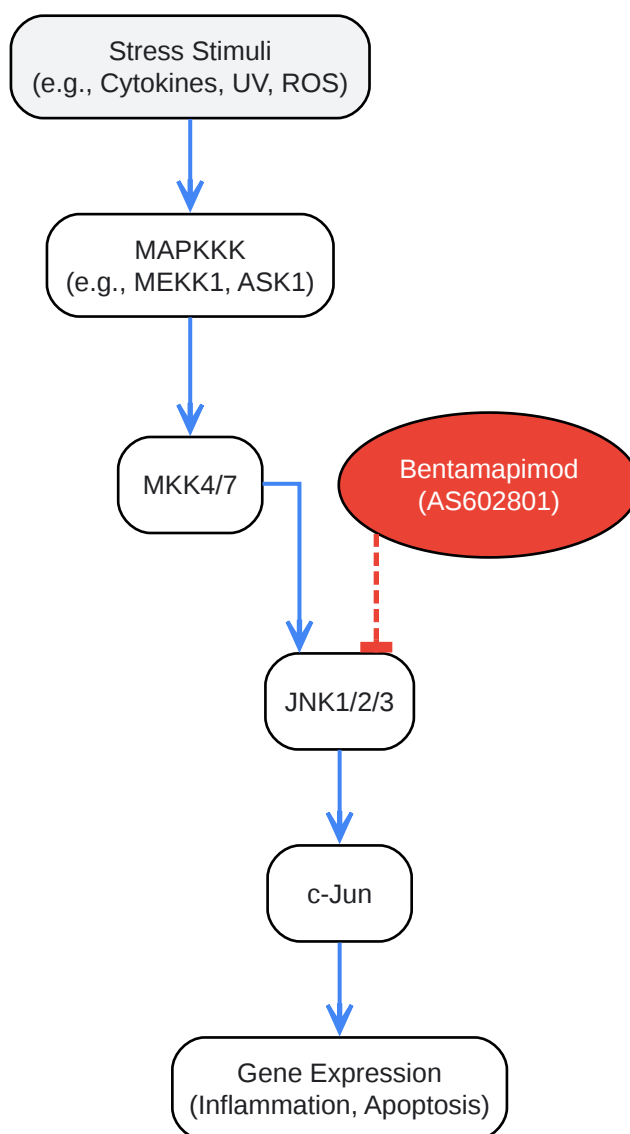 Stress Stimuli
(e.g., Cytokines, UV, ROS)
MAPKKK
(e.g., MEKK1, ASK1)
MKK4/7
Bentamapimod
(AS602801)
JNK1/2/3
c-Jun
Gene Expression
(Inflammation, Apoptosis)